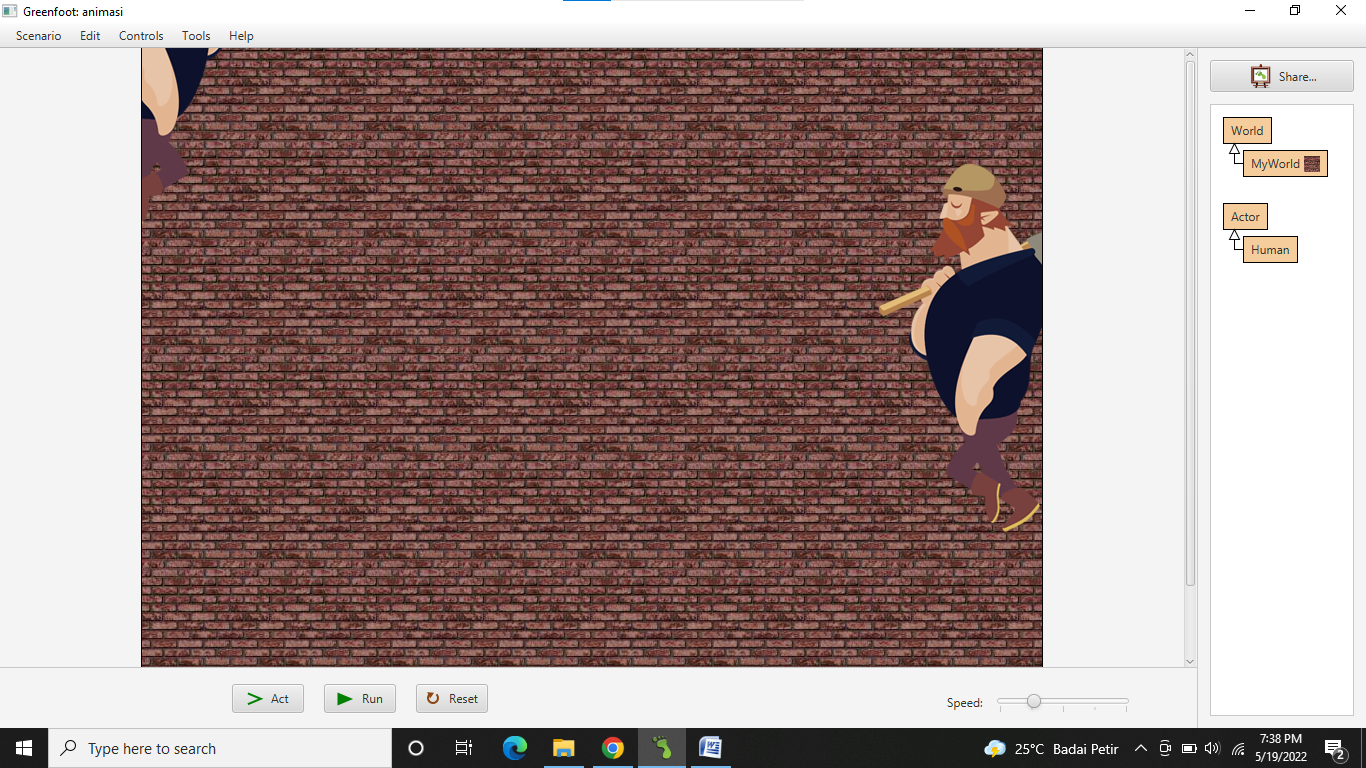 Greenfoot: animasi
Scenario Edit Controls Tools Help
Share...
World
MyWorld
Actor
Human
Act Run Reset Speed:
Type here to search
25°C Badai Petir
7:38 PM
5/19/2022
2